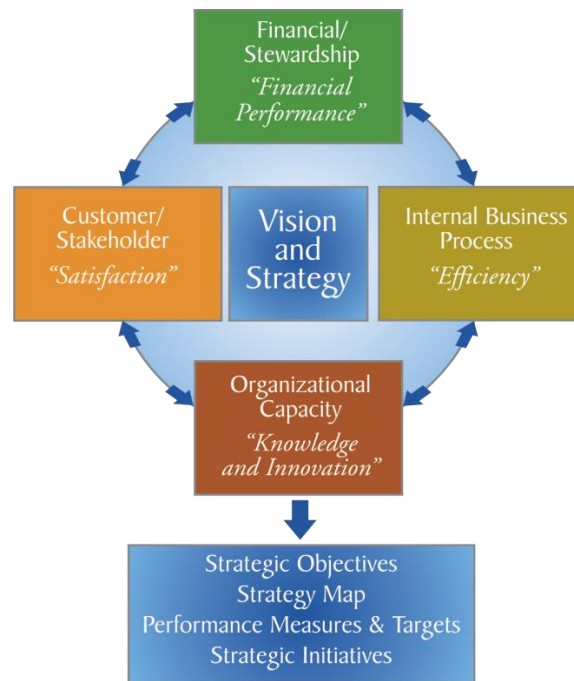 Financial/
Stewardship
“Financial
Performance”
Customer/
Stakeholder
“Satisfaction”
Vision
and
Strategy
Internal Business
Process
“Efficiency”
Organizational
Capacity
“Knowledge
and Innovation”
Strategic Objectives
Strategy Map
Performance Measures & Targets
Strategic Initiatives